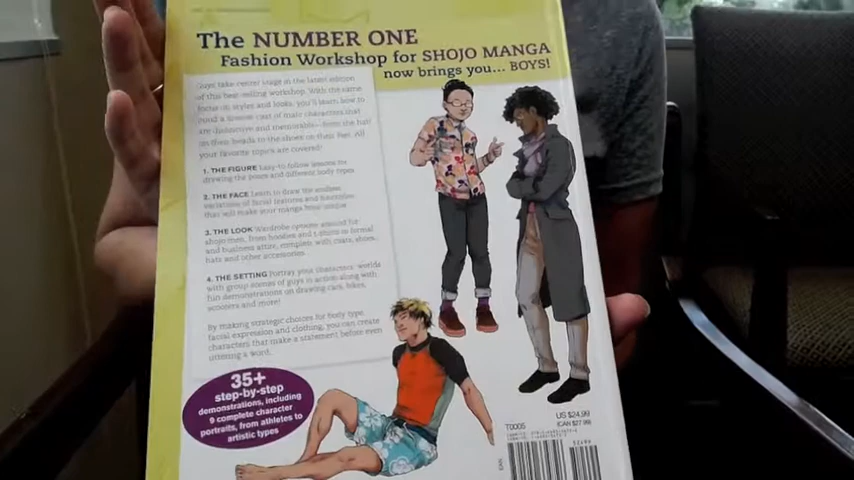 The NUMBER ONE
Fashion Workshop for SHOJO MANGA
now brings you... BOYS!
Guys take center stage in the latest edition
of this best-selling workshop. With the same
focus on styles and looks, you'll learn how to
build a diverse cast of main characters that
are distinctive and memorable—from the hair
on their heads to the shoes on their feet. All
your favorite topics are covered:
1. THE FIGURE Easy-to-follow lessons for
drawing the poses and different body types.
2. THE FACE Learn to draw the endless
variations of facial features and hairstyles
that will make your manga boys unique.
3. THE LOOK Wardrobe options abound for
shojo men, from hoodies and t-shirts to formal
and business attire, complete with coats, shoes,
hats and other accessories.
4. THE SETTING Portray your characters' worlds
with group scenes of guys in action along with
fun demonstrations on drawing cars, bikes,
scooters and more!
By making strategic choices for body type,
facial expression and clothing, you can create
characters that make a statement before even
uttering a word.
35+
step-by-step
demonstrations, including
9 complete character
portraits, from athletes to
artistic types
T0005
US $24.99
(CAN $27.99)
EAN